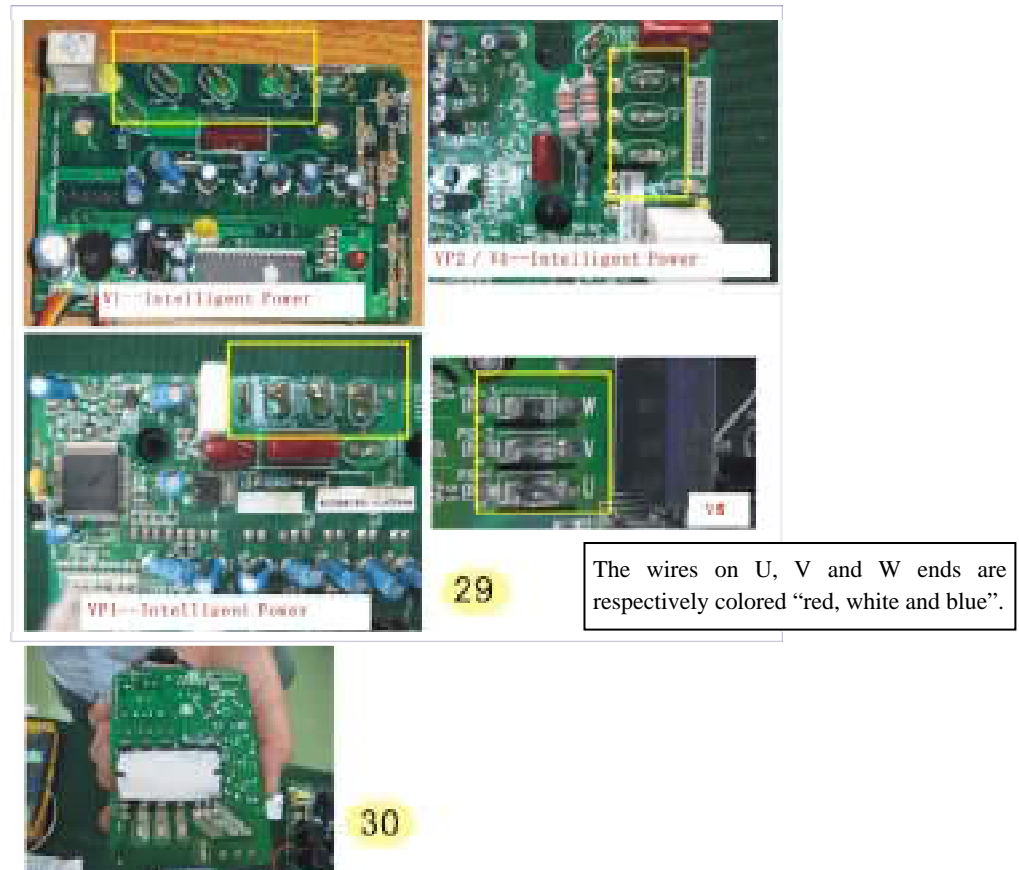 V1--Intelligent Power
VP2 / V4--Intelligent Power
W
V
U
VP1--Intelligent Power
29
The wires on U, V and W ends are
respectively colored “red, white and blue”.
30